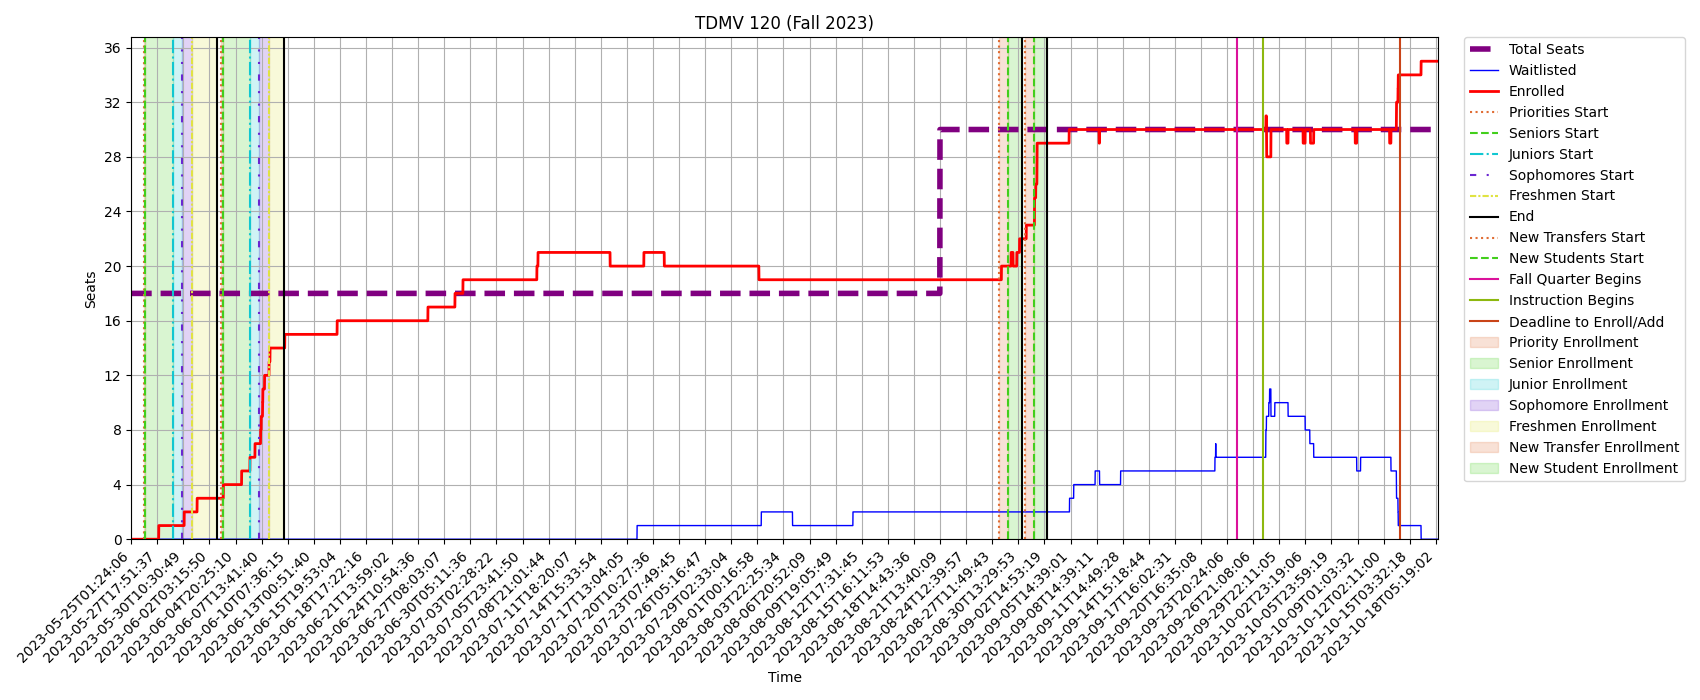 TDMV 120 (Fall 2023)
36
32
28
24
20
16
12
8
4
0
Seats
2023-05-25T01:24:06
2023-05-27T17:51:37
2023-05-30T10:30:49
2023-06-02T03:15:50
2023-06-04T20:25:10
2023-06-07T13:41:40
2023-06-10T07:36:15
2023-06-13T00:51:40
2023-06-15T19:53:04
2023-06-18T17:22:16
2023-06-21T13:59:02
2023-06-24T10:54:36
2023-06-27T08:03:07
2023-06-30T05:11:36
2023-07-03T02:28:22
2023-07-05T23:41:50
2023-07-08T21:01:44
2023-07-11T18:20:07
2023-07-14T15:33:54
2023-07-17T13:04:05
2023-07-20T10:27:36
2023-07-23T07:49:45
2023-07-26T05:16:47
2023-07-29T02:33:04
2023-08-01T00:16:58
2023-08-03T22:25:34
2023-08-06T20:52:09
2023-08-09T19:05:49
2023-08-12T17:31:45
2023-08-15T16:11:53
2023-08-18T14:43:36
2023-08-21T13:40:09
2023-08-24T12:39:57
2023-08-27T11:49:43
2023-08-30T13:29:53
2023-09-02T14:53:19
2023-09-05T14:39:01
2023-09-08T14:39:11
2023-09-11T14:49:28
2023-09-14T15:18:44
2023-09-17T16:02:31
2023-09-20T16:35:08
2023-09-23T20:24:06
2023-09-26T21:08:06
2023-09-29T22:11:05
2023-10-02T23:19:06
2023-10-05T23:59:19
2023-10-09T01:03:32
2023-10-12T02:11:00
2023-10-15T03:32:18
2023-10-18T05:19:02
Time
Total Seats
Waitlisted
Enrolled
Priorities Start
Seniors Start
Juniors Start
Sophomores Start
Freshmen Start
End
New Transfers Start
New Students Start
Fall Quarter Begins
Instruction Begins
Deadline to Enroll/Add
Priority Enrollment
Senior Enrollment
Junior Enrollment
Sophomore Enrollment
Freshmen Enrollment
New Transfer Enrollment
New Student Enrollment